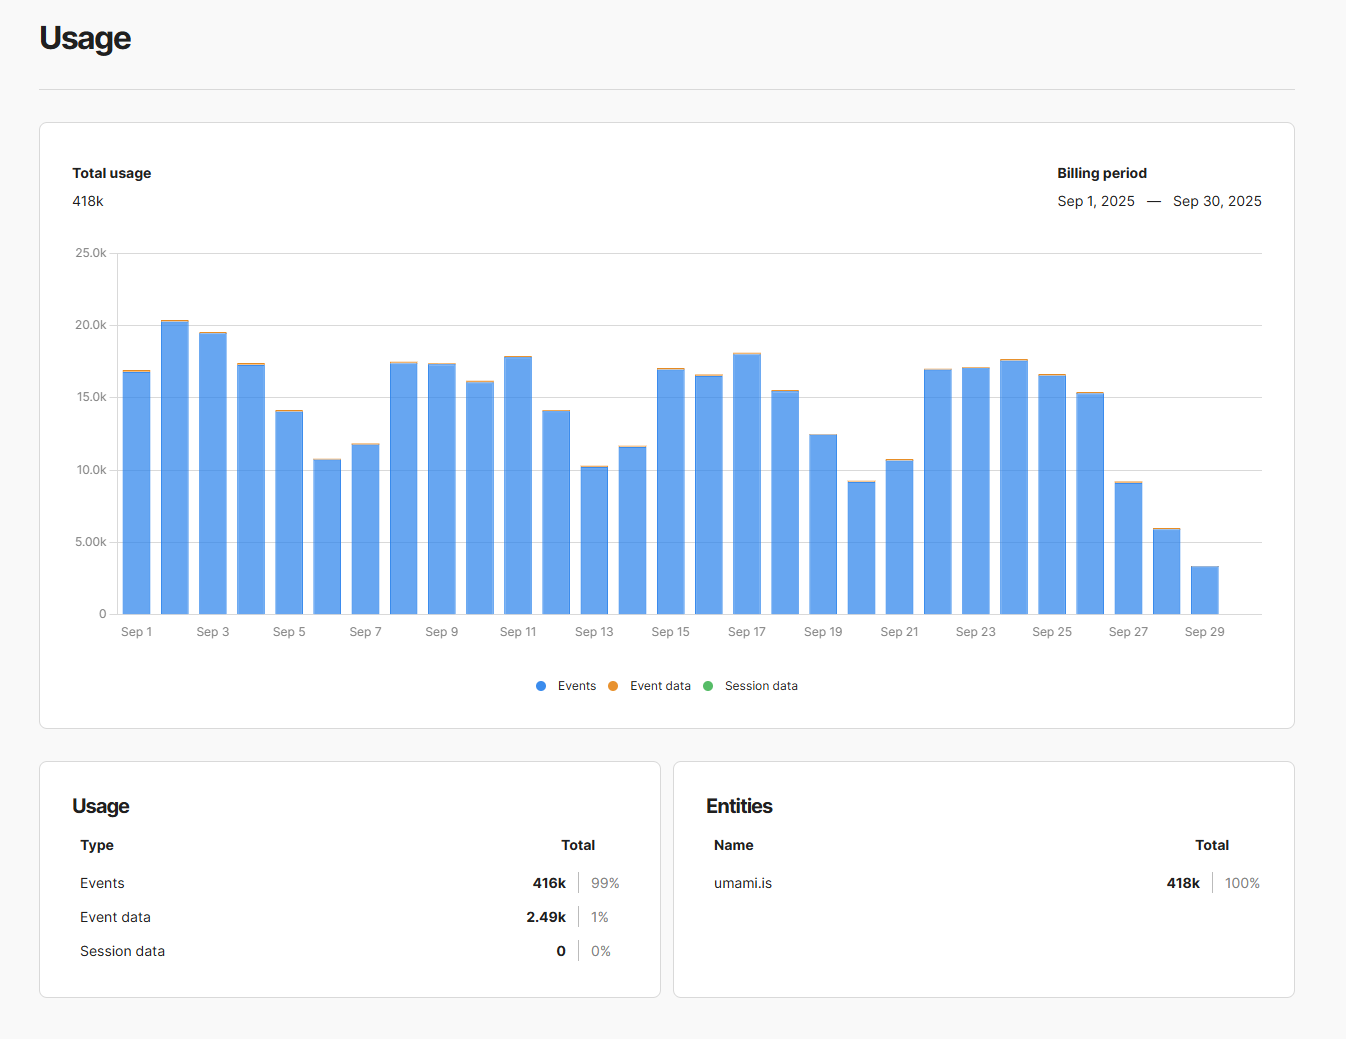 Usage
Total usage
Billing period
418k
Sep 1, 2025 — Sep 30, 2025
25.0k
20.0k
15.0k
10.0k
5.00k
0
Sep 1 Sep 3 Sep 5 Sep 7 Sep 9 Sep 11 Sep 13 Sep 15 Sep 17 Sep 19 Sep 21 Sep 23 Sep 25 Sep 27 Sep 29
Events Event data Session data
Usage
Type Total
Events 416k 99%
Event data 2.49k 1%
Session data 0 0%
Entities
Name Total
umami.is 418k 100%